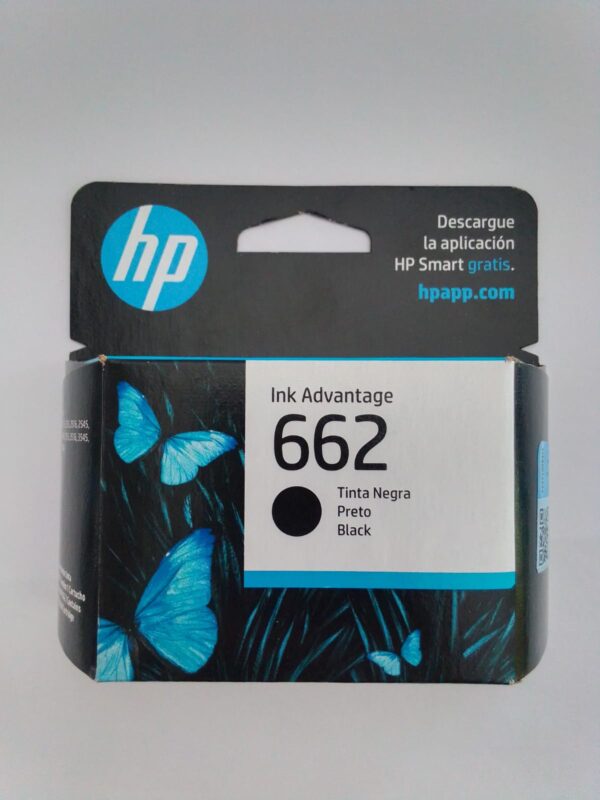 hp
Descargue
la aplicación
HP Smart gratis.
hpapp.com
Ink Advantage
662
Tinta Negra
Preto
Black